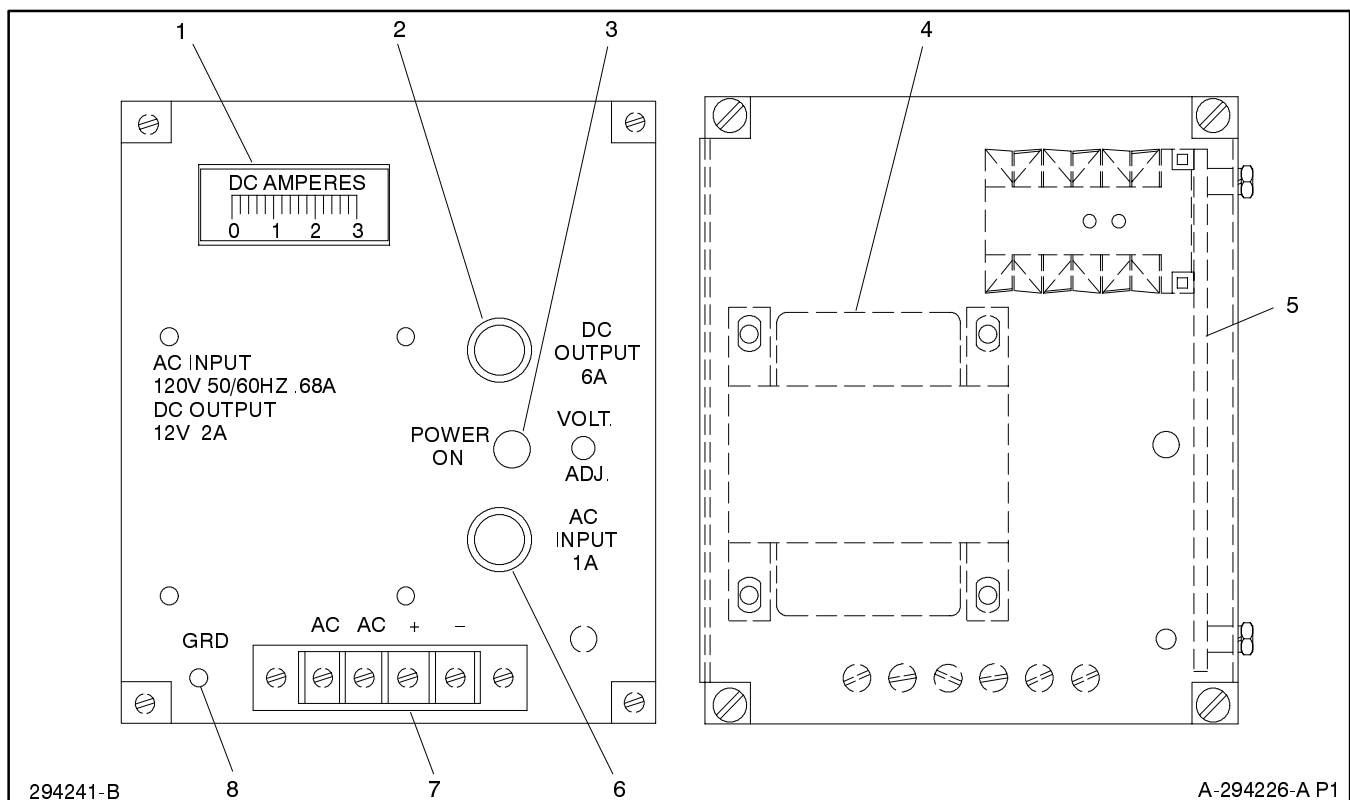 1 2 3 4
DC AMPERES
0 1 2 3
5
AC INPUT
120V 50/60HZ .68A
DC OUTPUT
12V 2A
DC
OUTPUT
6A
POWER
ON
VOLT.
ADJ.
AC
INPUT
1A
GRD
AC AC + −
8 7 6
294241-B
A-294226-A P1